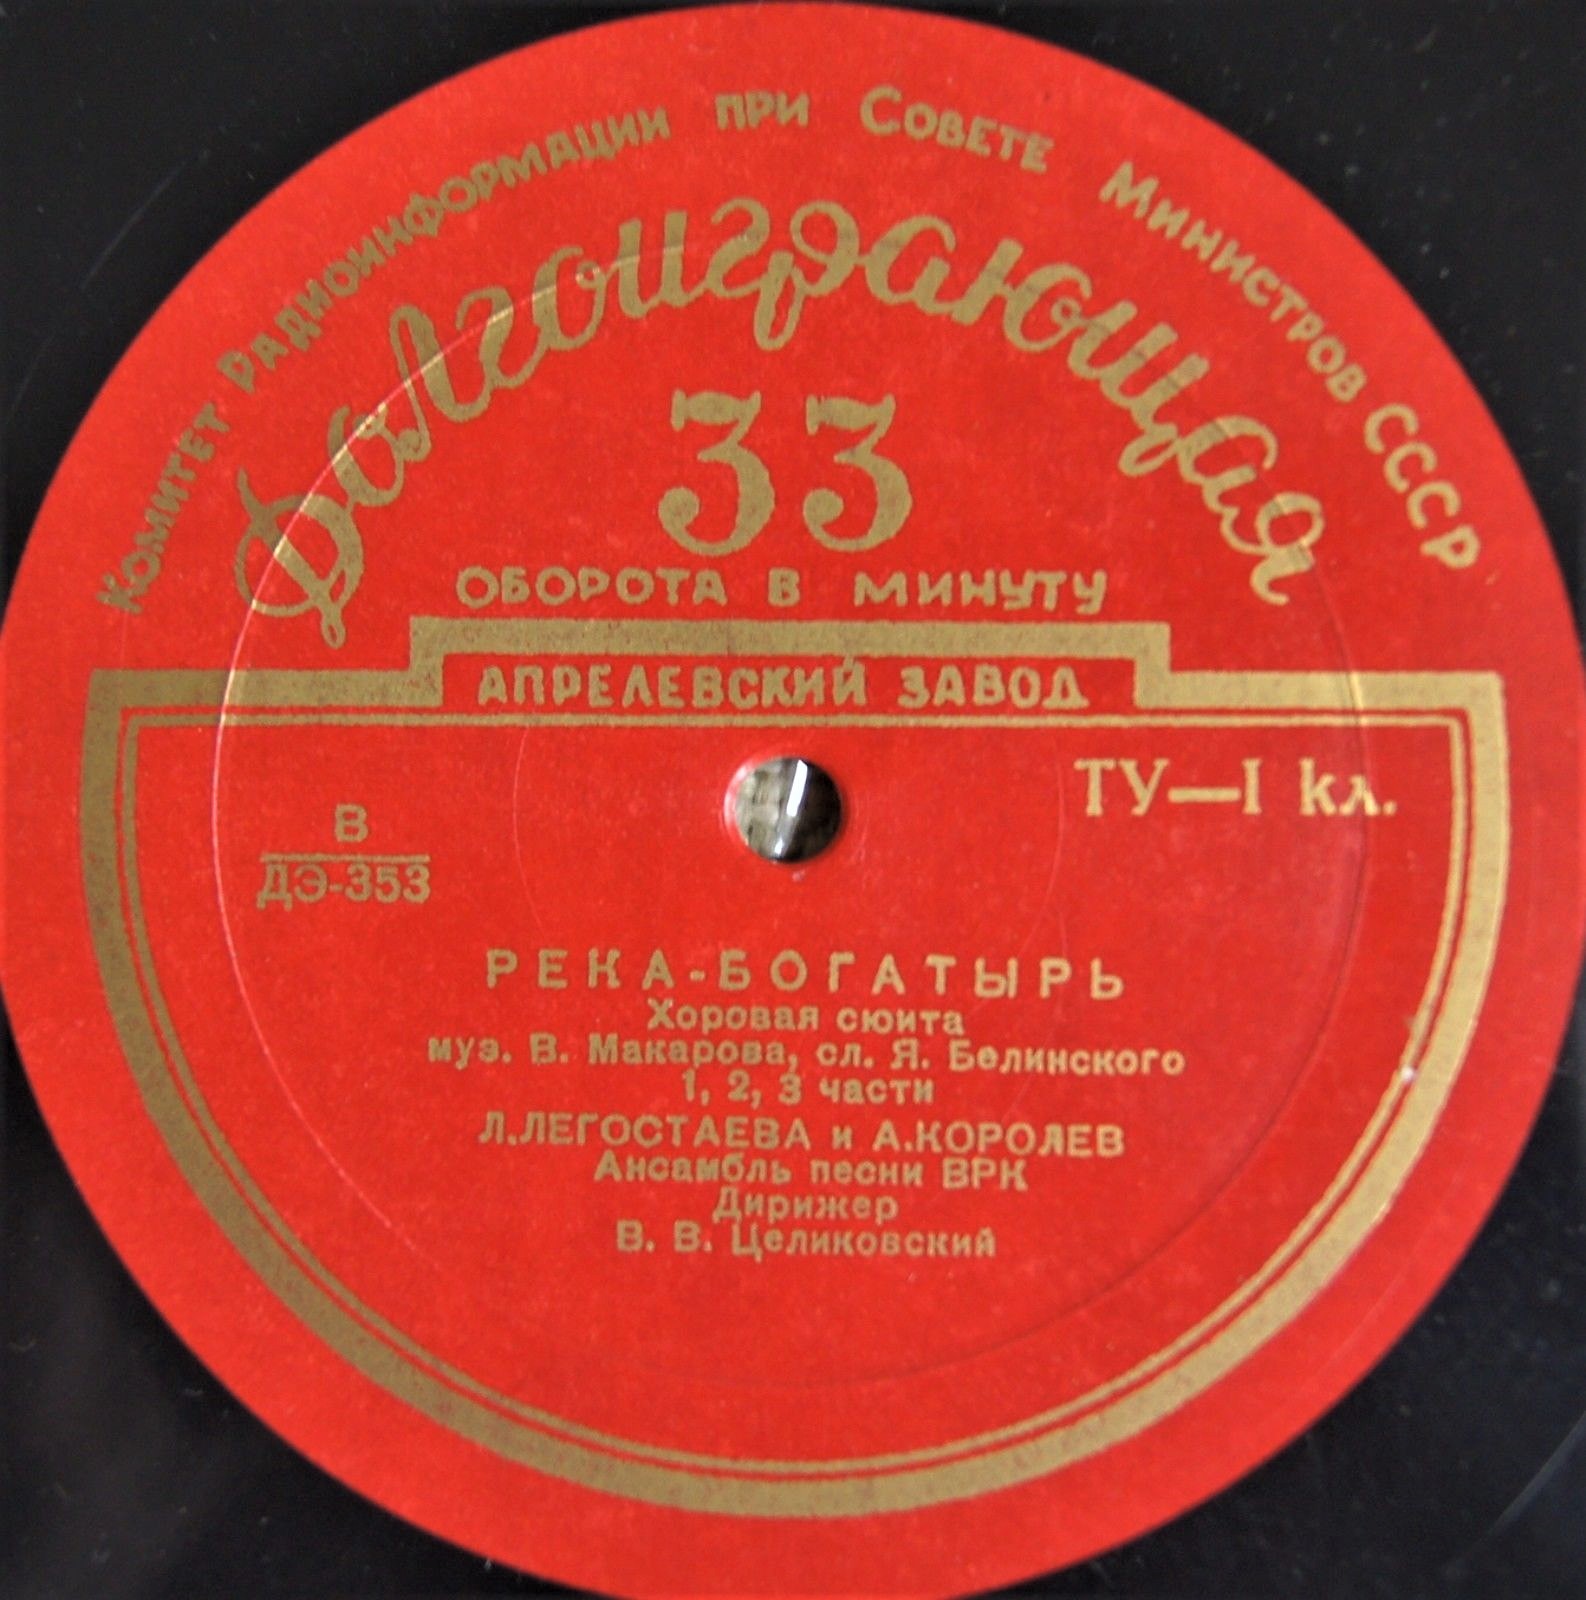 Комитет Радиоинформации при Совете Министров СССР
Долгоиграющая
33
ОБОРОТА В МИНУТУ
АПРЕЛЕВСКИЙ ЗАВОД
ТУ—I кл.
В
ДЭ-353
РЕКА-БОГАТЫРЬ
Хоровая сюита
муз. В. Макарова, сл. Я. Белинского
1, 2, 3 части
Л.ЛЕГОСТАЕВА и А.КОРОЛЕВ
Ансамбль песни ВРК
Дирижер
В. В. Целиковский